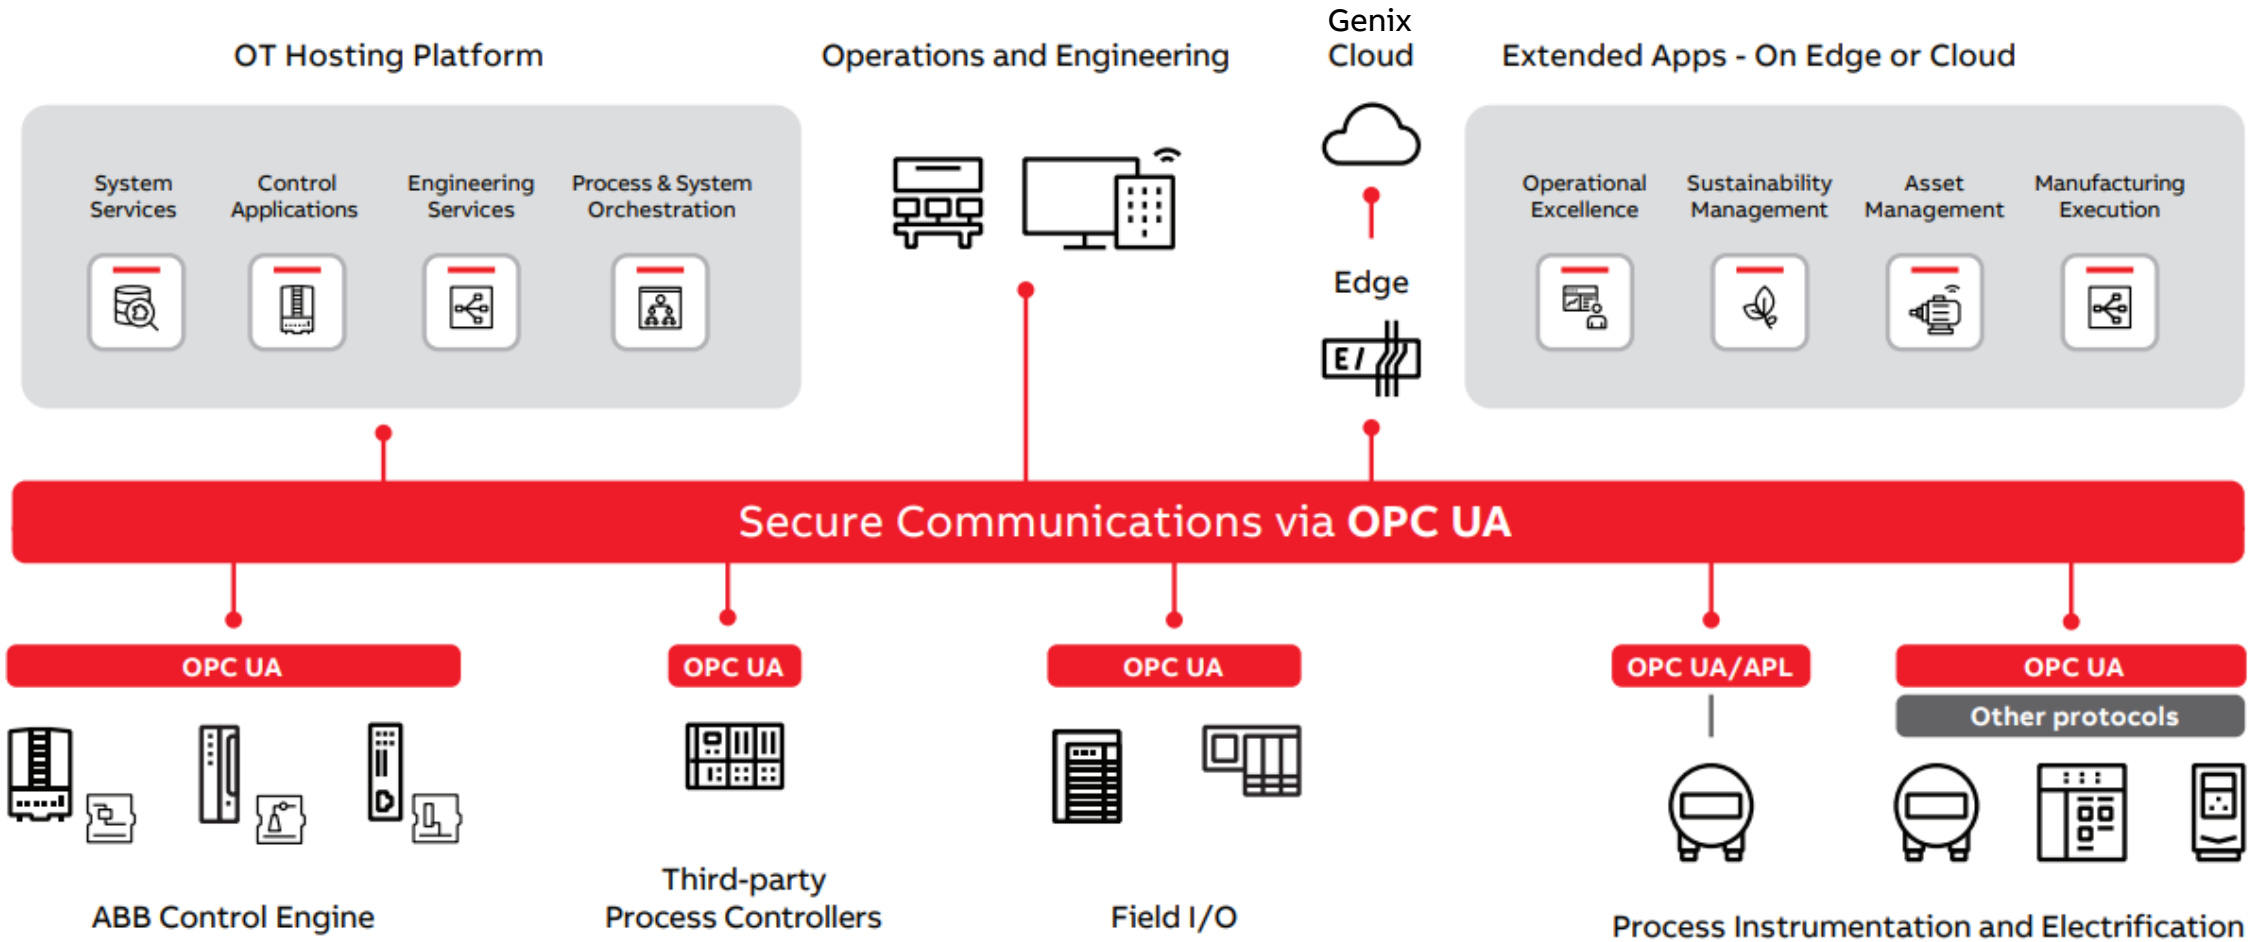 OT Hosting Platform
System
Services
Control
Applications
Engineering
Services
Process & System
Orchestration
Operations and Engineering
Genix
Cloud
Edge
E/
Extended Apps - On Edge or Cloud
Operational
Excellence
Sustainability
Management
Asset
Management
Manufacturing
Execution
Secure Communications via OPC UA
OPC UA
ABB Control Engine
OPC UA
Third-party
Process Controllers
OPC UA
Field I/O
OPC UA/APL
OPC UA
Other protocols
Process Instrumentation and Electrification